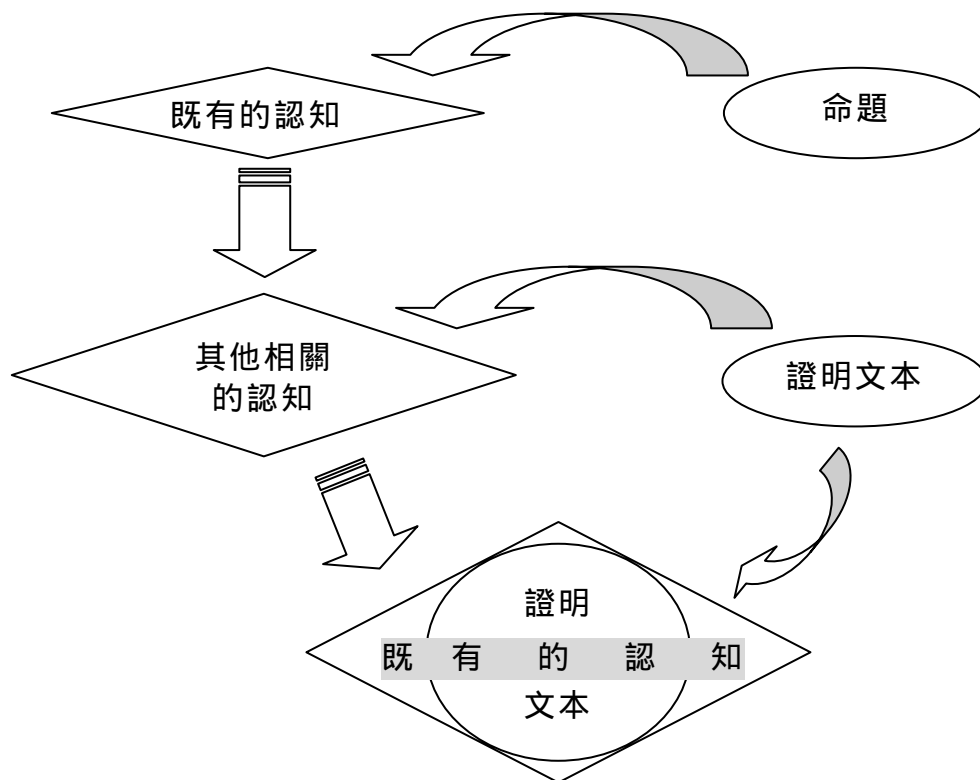 既有的認知
命題
其他相關
的認知
證明文本
證明
既有的認知
文本